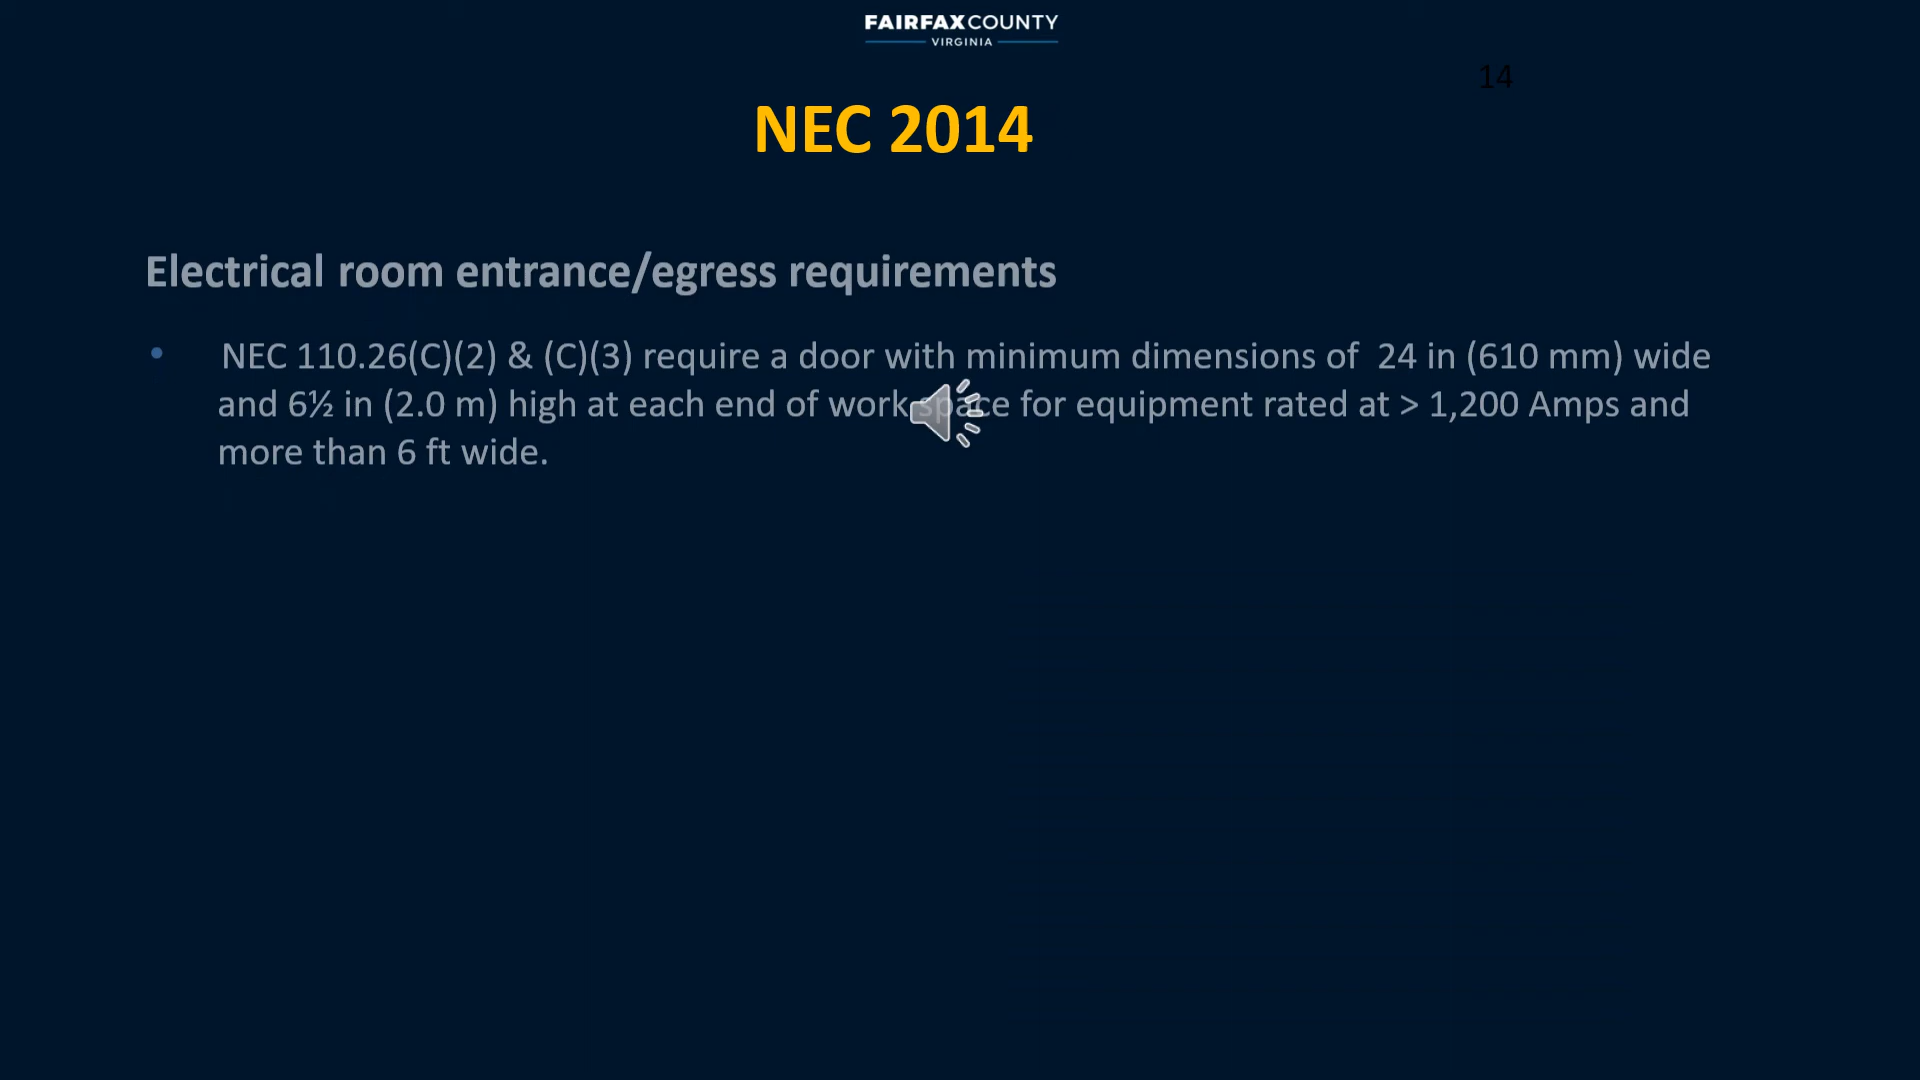 FAIRFAX COUNTY
VIRGINIA
14
NEC 2014
Electrical room entrance/egress requirements
• NEC 110.26(C)(2) & (C)(3) require a door with minimum dimensions of 24 in (610 mm) wide
and 6½ in (2.0 m) high at each end of work space for equipment rated at > 1,200 Amps and
more than 6 ft wide.